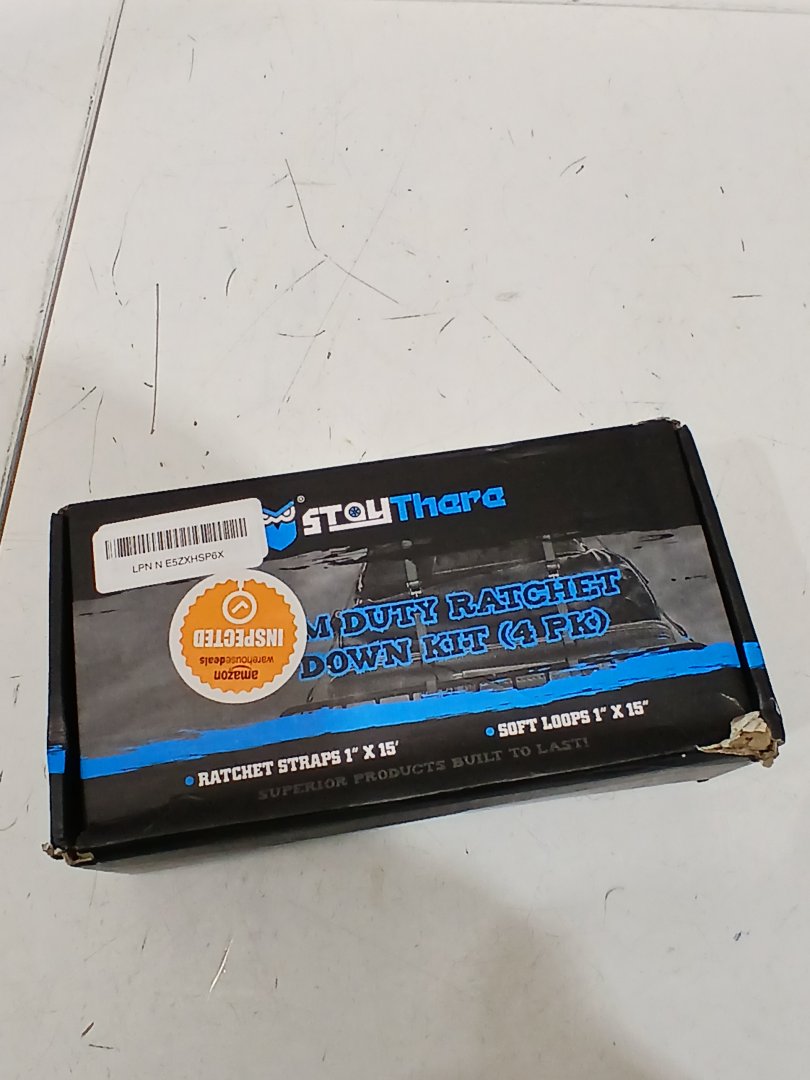 ® StayThere
LPN N E5ZXHSP6X
M DUTY RATCHET
DOWN KIT (4 PK)
INSPECTED
warehousedeals
amazon
• RATCHET STRAPS 1" X 15'
• SOFT LOOPS 1" X 15"
SUPERIOR PRODUCTS BUILT TO LAST!